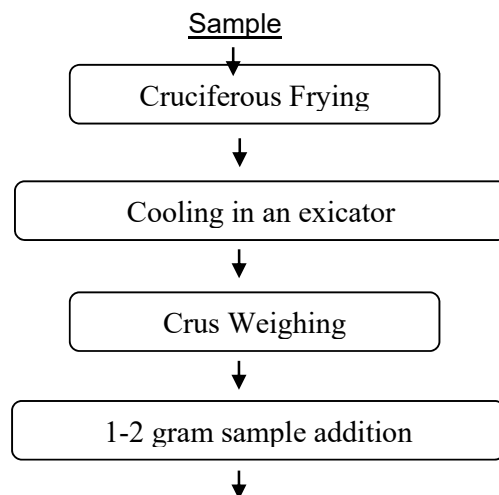 Sample
Cruciferous Frying
Cooling in an exicator
Crus Weighing
1-2 gram sample addition